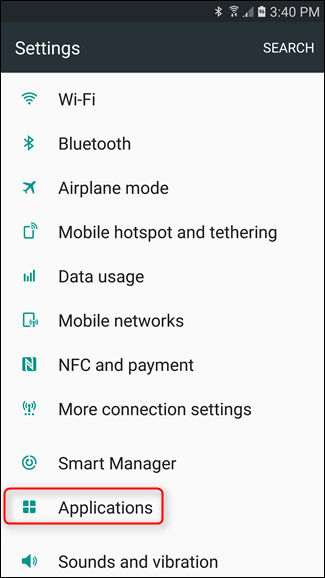 3:40 PM
Settings SEARCH
Wi-Fi
Bluetooth
Airplane mode
Mobile hotspot and tethering
Data usage
Mobile networks
NFC and payment
More connection settings
Smart Manager
Applications
Sounds and vibration